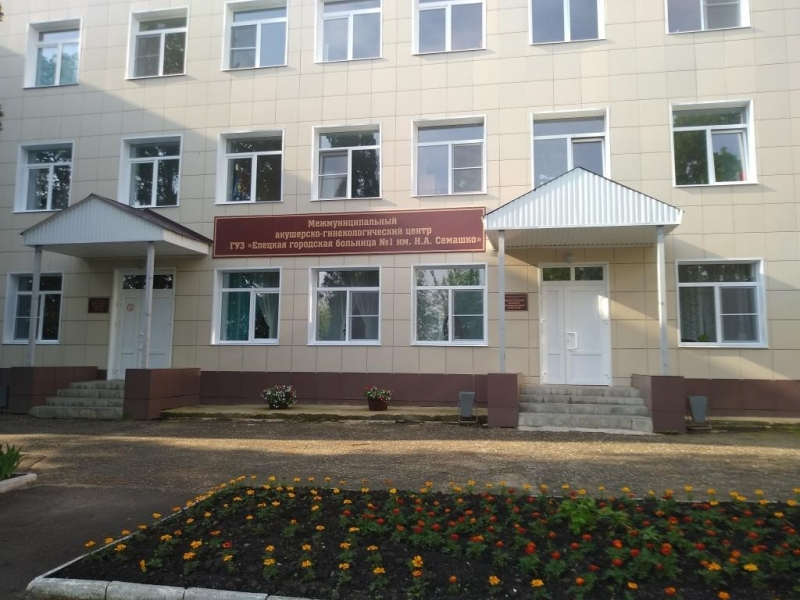 Межмуниципальный
акушерско-гинекологический центр
ГУЗ «Елецкая городская больница №1 им. Н.А. Семашко»